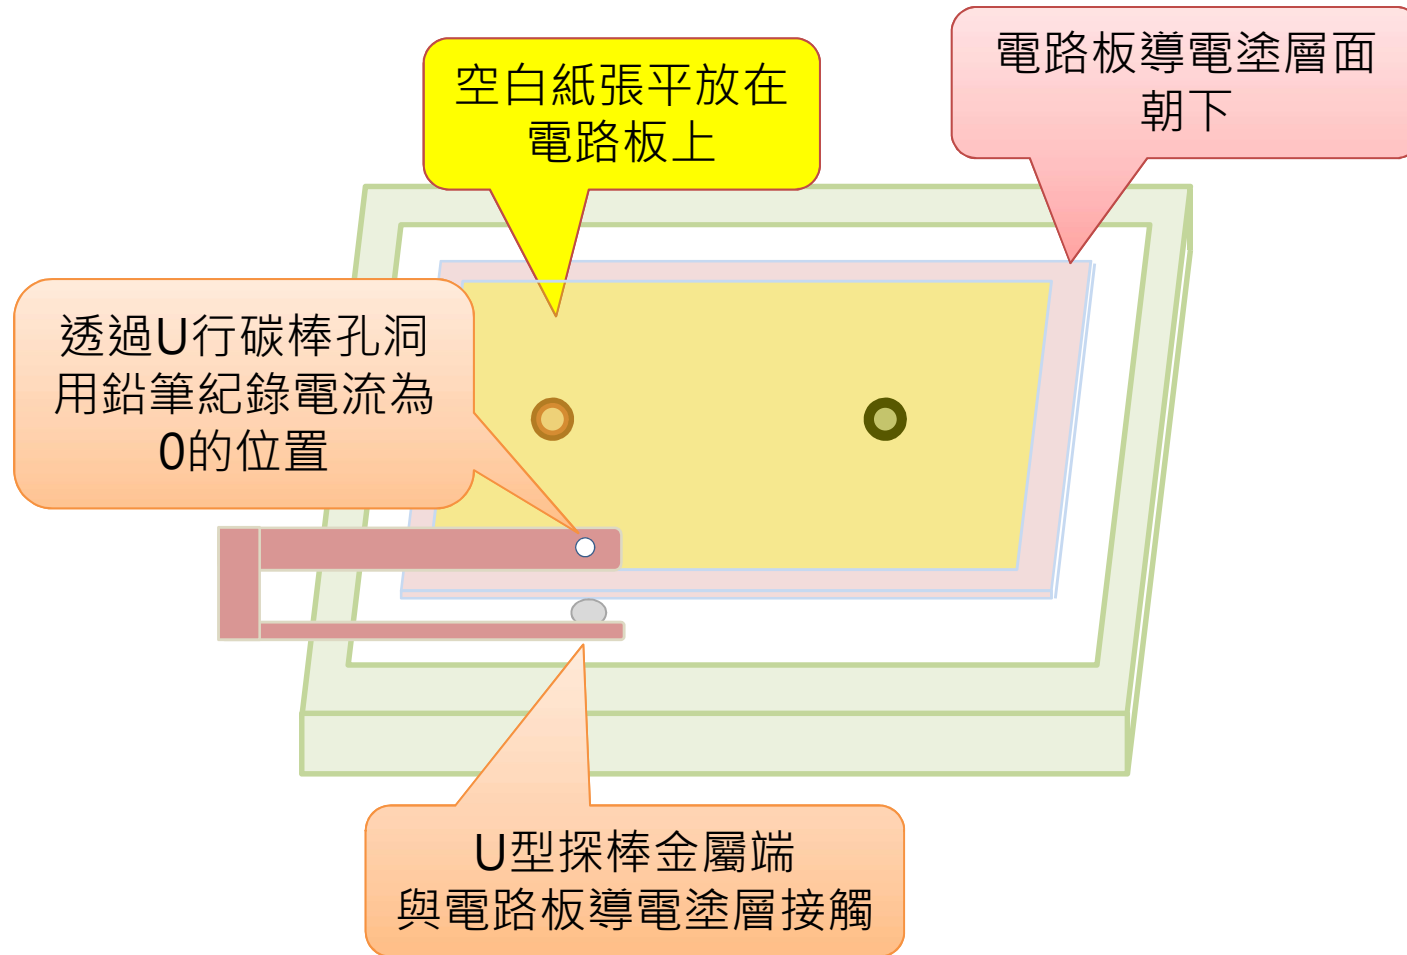 空白紙張平放在
電路板上
電路板導電塗層面
朝下
透過U行碳棒孔洞
用鉛筆紀錄電流為
0的位置
U型探棒金屬端
與電路板導電塗層接觸